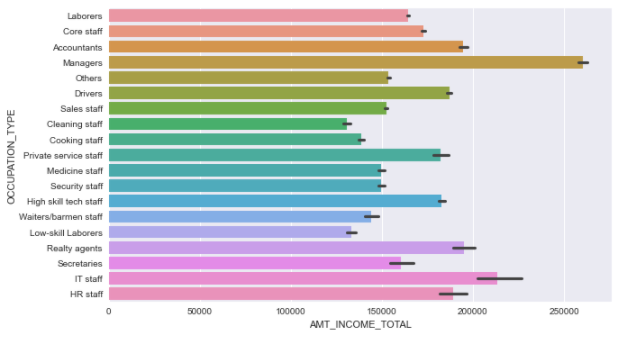 OCCUPATION_TYPE
Laborers
Core staff
Accountants
Managers
Others
Drivers
Sales staff
Cleaning staff
Cooking staff
Private service staff
Medicine staff
Security staff
High skill tech staff
Waiters/barmen staff
Low-skill Laborers
Realty agents
Secretaries
IT staff
HR staff
0 50000 100000 150000 200000 250000
AMT_INCOME_TOTAL